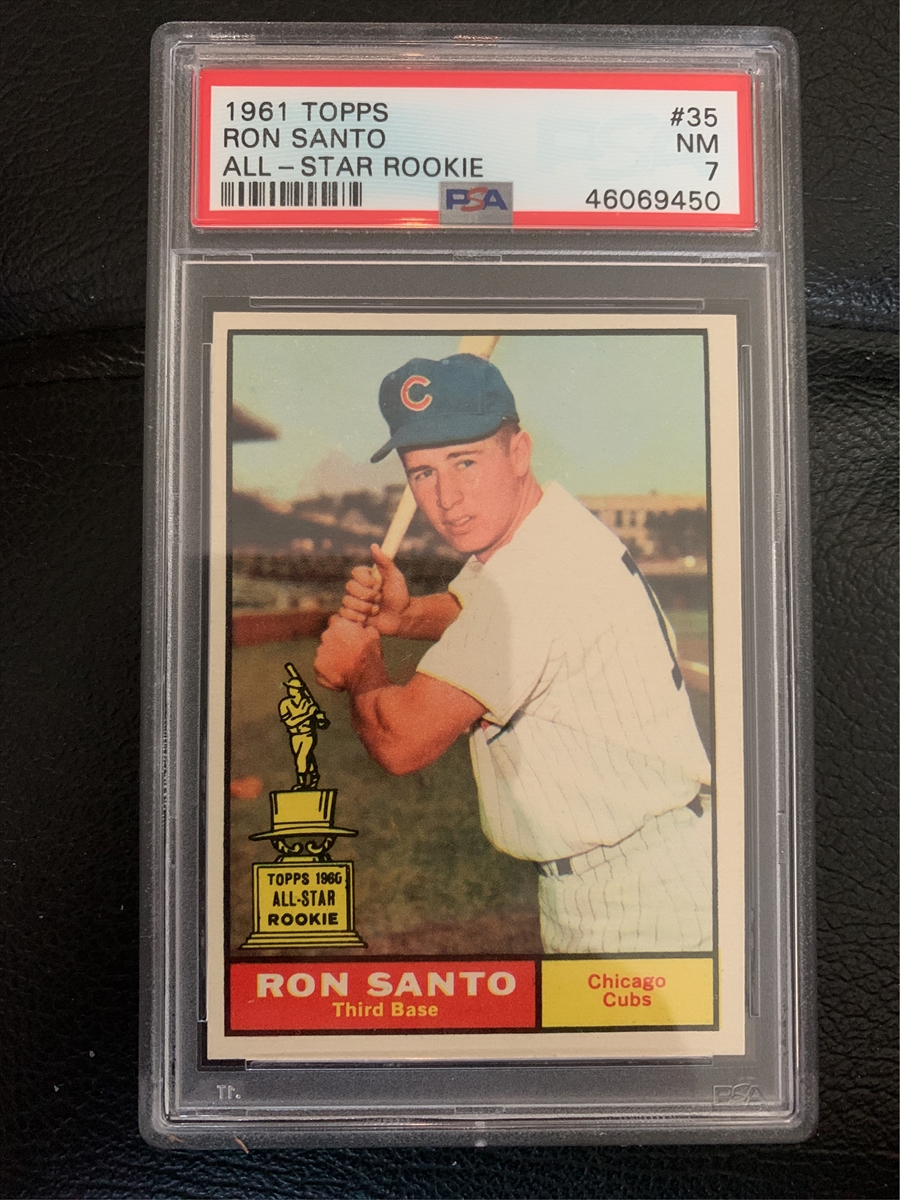 1961 TOPPS #35
RON SANTO NM
ALL-STAR ROOKIE 7
PSA 46069450
C
TOPPS 1960
ALL-STAR
ROOKIE
RON SANTO
Third Base
Chicago
Cubs
PSA